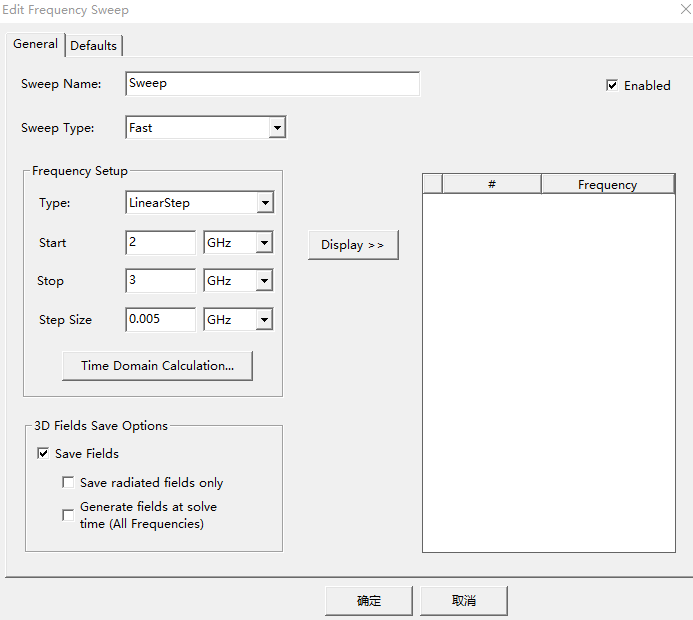 Edit Frequency Sweep
General
Defaults
Sweep Name:
Sweep
Enabled
Sweep Type:
Fast
Frequency Setup
Type:
LinearStep
Start
2
GHz
Stop
3
GHz
Step Size
0.005
GHz
Time Domain Calculation...
Display >>
#
Frequency
3D Fields Save Options
Save Fields
Save radiated fields only
Generate fields at solve
time (All Frequencies)
确定
取消